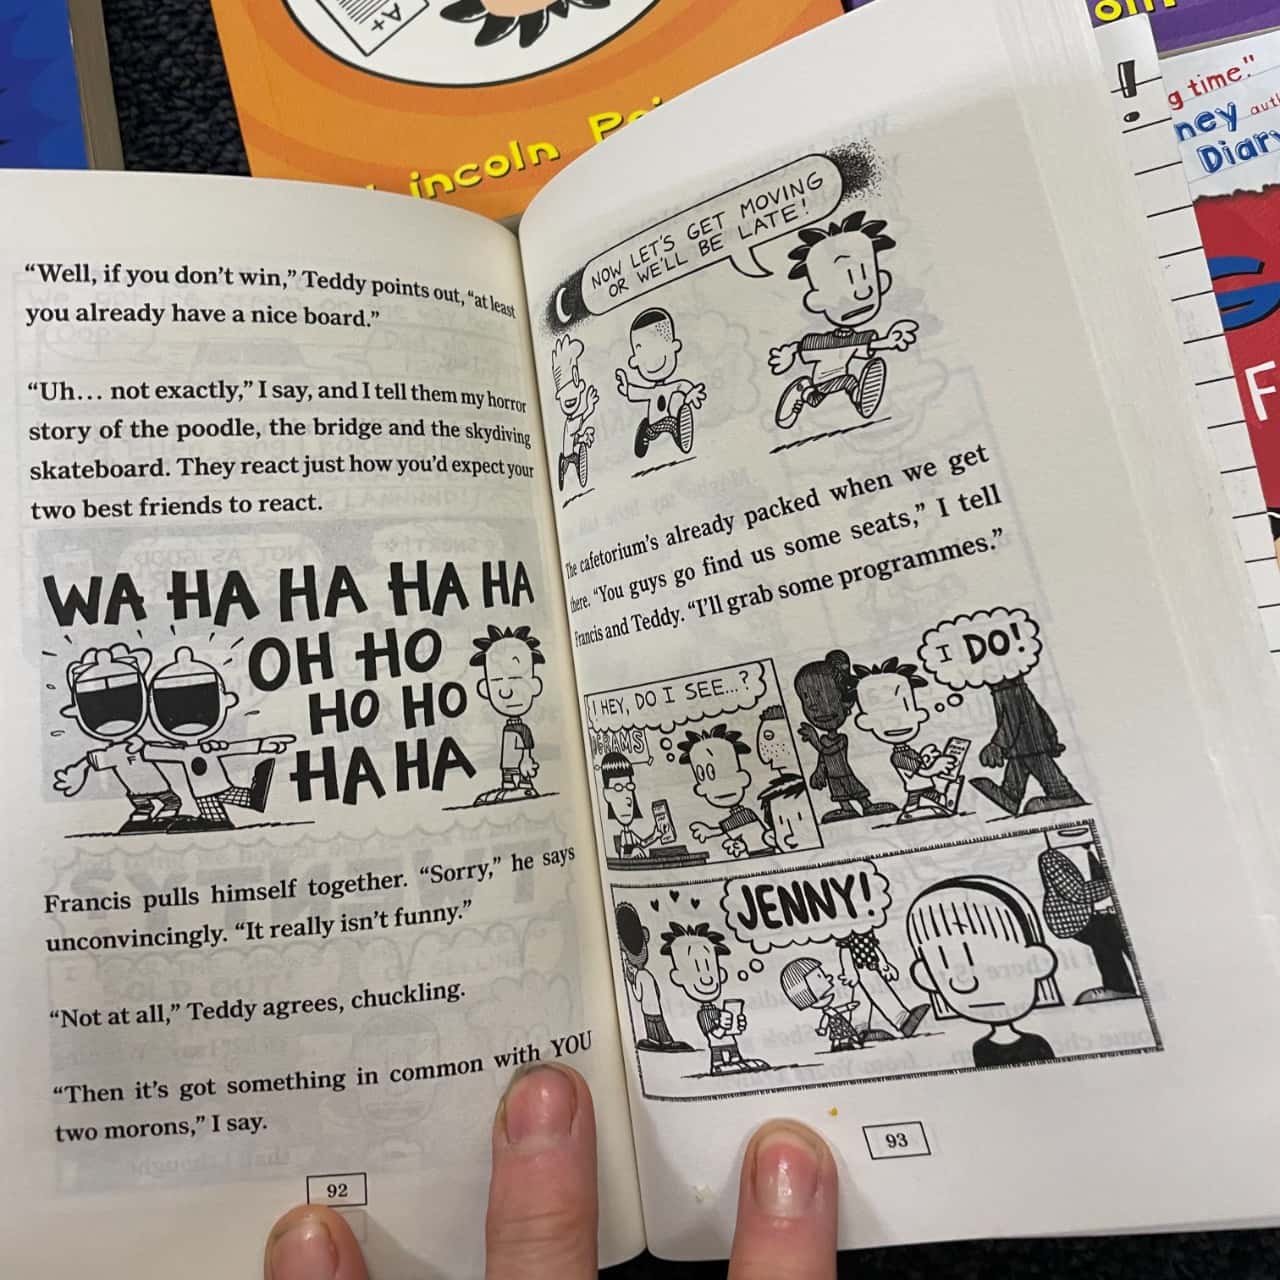 A+
Lincoln
g time."
ney
Diary
F
"Well, if you don't win," Teddy points out, "at least
you already have a nice board."
"Uh... not exactly," I say, and I tell them my horror
story of the poodle, the bridge and the skydiving
skateboard. They react just how you'd expect your
two best friends to react.
WA HA HA HA HA
OH HO
HO HO
HA HA
Francis pulls himself together. "Sorry," he says
unconvincingly. "It really isn't funny."
"Not at all," Teddy agrees, chuckling.
"Then it's got something in common with YOU
two morons," I say.
92
NOW LET'S GET MOVING
OR WE'LL BE LATE!
The cafetorium's already packed when we get
there. "You guys go find us some seats," I tell
Francis and Teddy. "I'll grab some programmes."
HEY, DO I SEE...?
GRAMS
I DO!
JENNY!
93